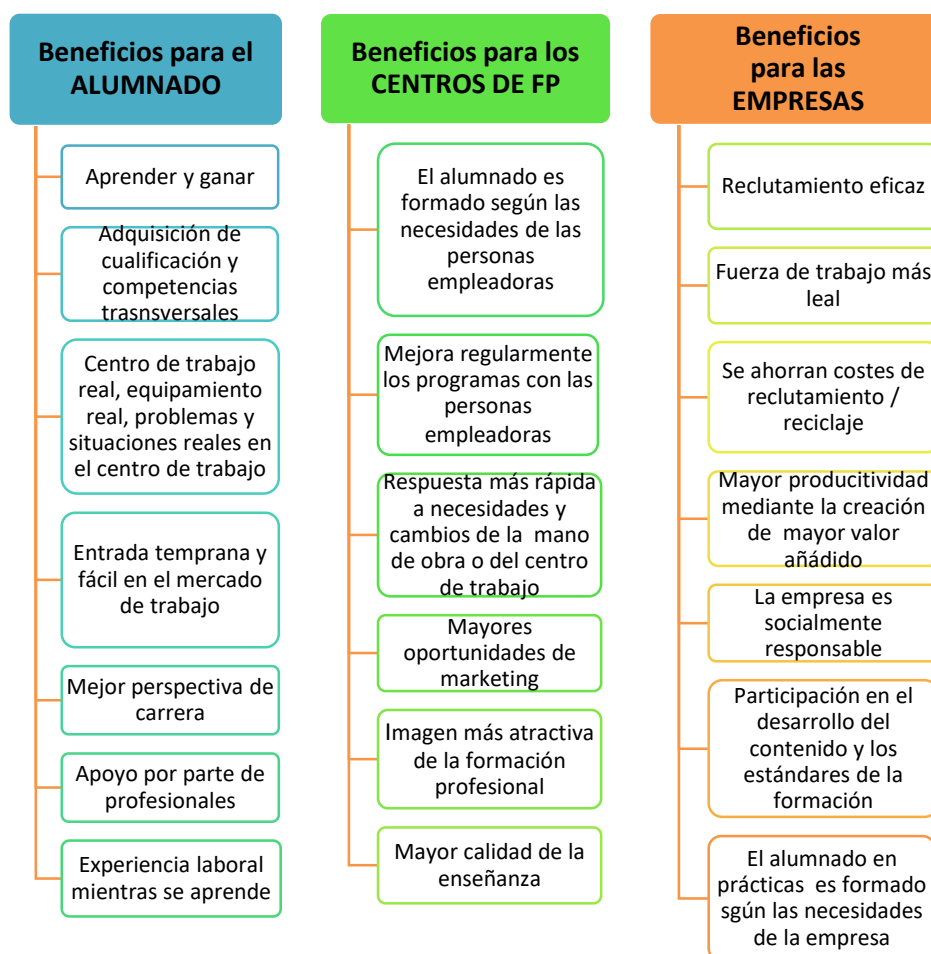 Beneficios para el
ALUMNADO
Aprender y ganar
Adquisición de
cualificación y
competencias
trasnsversales
Centro de trabajo
real, equipamiento
real, problemas y
situaciones reales en
el centro de trabajo
Entrada temprana y
fácil en el mercado
de trabajo
Mejor perspectiva de
carrera
Apoyo por parte de
profesionales
Experiencia laboral
mientras se aprende
Beneficios para los
CENTROS DE FP
El alumnado es
formado según las
necesidades de las
personas
empleadoras
Mejora regularmente
los programas con las
personas
empleadoras
Respuesta más rápida
a necesidades y
cambios de la mano
de obra o del centro
de trabajo
Mayores
oportunidades de
marketing
Imagen más atractiva
de la formación
profesional
Mayor calidad de la
enseñanza
Beneficios
para las
EMPRESAS
Reclutamiento eficaz
Fuerza de trabajo más
leal
Se ahorran costes de
reclutamiento /
reciclaje
Mayor producitividad
mediante la creación
de mayor valor
añádido
La empresa es
socialmente
responsable
Participación en el
desarrollo del
contenido y los
estándares de la
formación
El alumnado en
prácticas es formado
sgún las necesidades
de la empresa